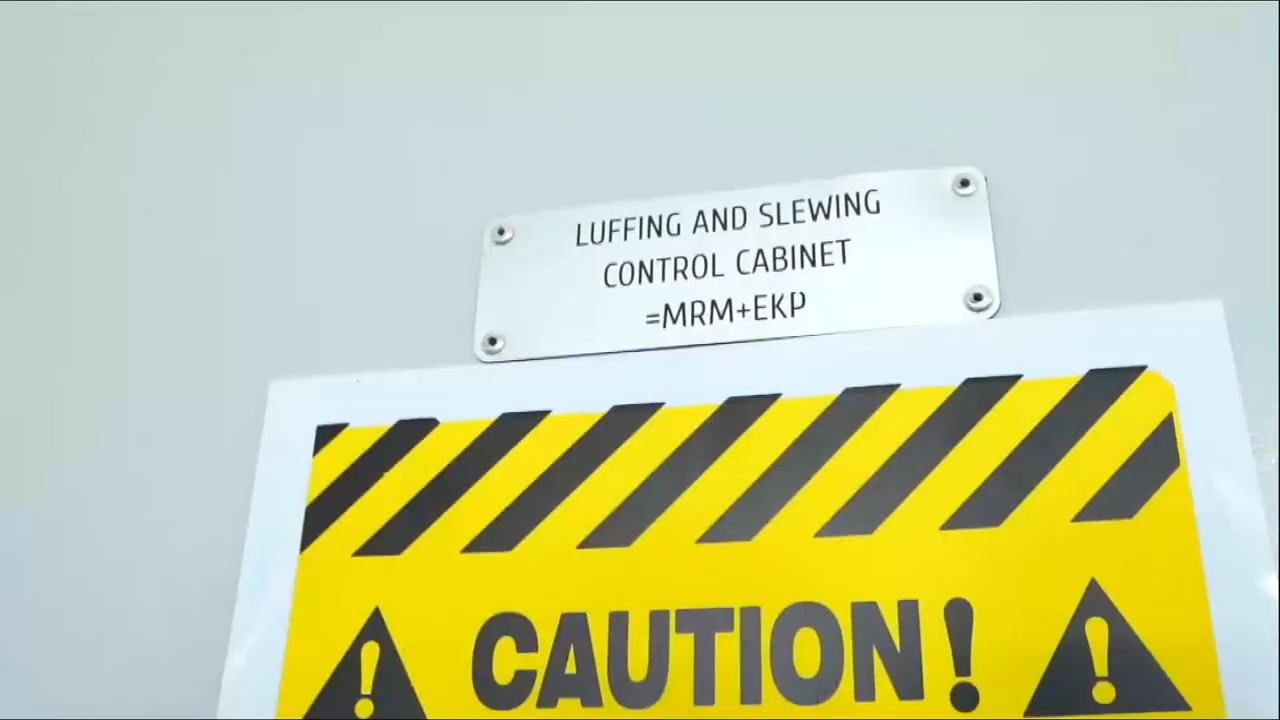 LUFFING AND SLEWING
CONTROL CABINET
=MRM+EKP
CAUTION!